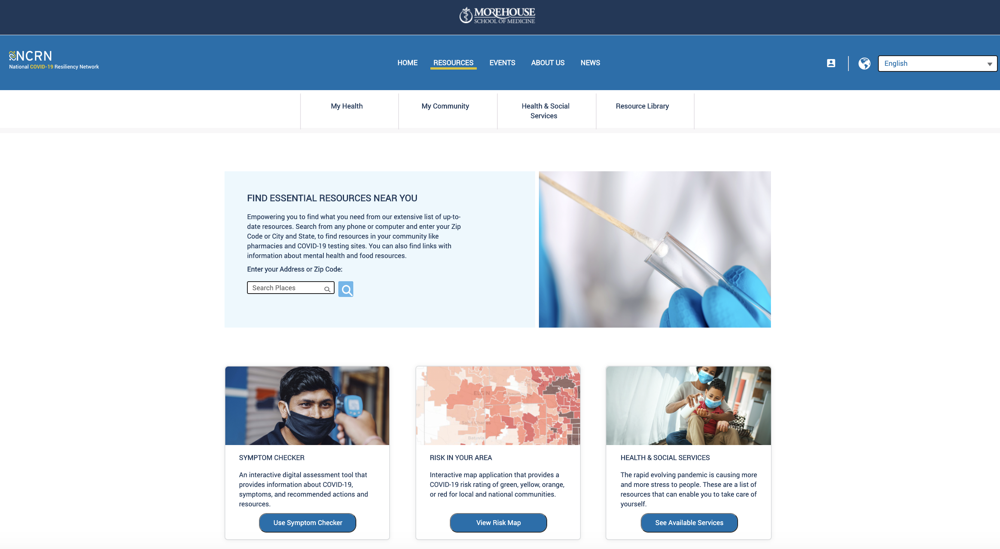 MOREHOUSE
SCHOOL OF MEDICINE
NCRN
National COVID-19 Resiliency Network
HOME
RESOURCES
EVENTS
ABOUT US
NEWS
English
My Health
My Community
Health & Social
Services
Resource Library
FIND ESSENTIAL RESOURCES NEAR YOU
Empowering you to find what you need from our extensive list of up-to-
date resources. Search from any phone or computer and enter your Zip
Code or City and State, to find resources in your community like
pharmacies and COVID-19 testing sites. You can also find links with
information about mental health and food resources.
Enter your Address or Zip Code:
Search Places
ELGIN
Schaumburg
Heights
Saint Charles
Batavia
SYMPTOM CHECKER
An interactive digital assessment tool that
provides information about COVID-19,
symptoms, and recommended actions and
resources.
Use Symptom Checker
RISK IN YOUR AREA
Interactive map application that provides a
COVID-19 risk rating of green, yellow, orange,
or red for local and national communities.
View Risk Map
HEALTH & SOCIAL SERVICES
The rapid evolving pandemic is causing more
and more stress to people. These are a list of
resources that can enable you to take care of
yourself.
See Available Services